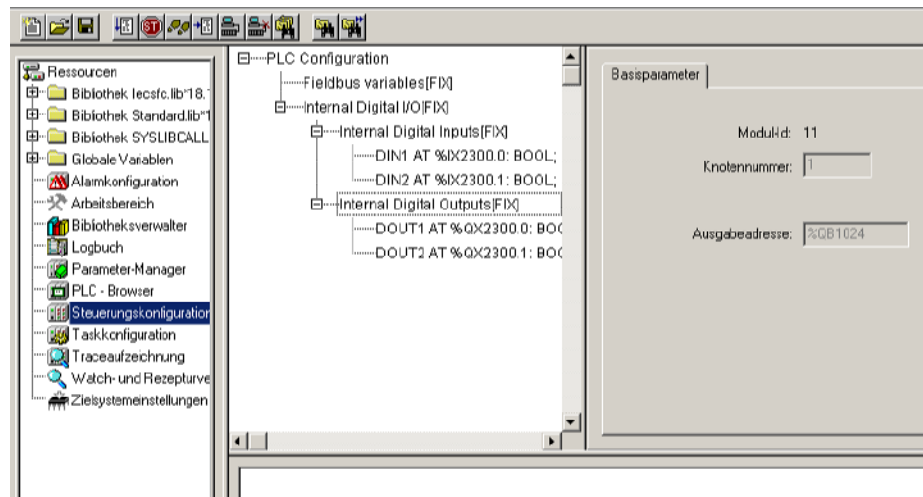 Ressourcen
Bibliothek Iecsfc.lib*18.
Bibliothek Standard.lib*
Bibliothek SYSLIBCALL
Globale Variablen
Alarmkonfiguration
Arbeitsbereich
Bibliotheksverwalter
Logbuch
Parameter-Manager
PLC - Browser
Steuerungskonfiguration
Taskkonfiguration
Traceaufzeichnung
Watch- und Rezepturve
Zielsystemeinstellungen
PLC Configuration
Fieldbus variables[FIX]
Internal Digital I/O[FIX]
Internal Digital Inputs[FIX]
DIN1 AT %IX2300.0: BOOL;
DIN2 AT %IX2300.1: BOOL;
Internal Digital Outputs[FIX]
DOUT1 AT %QX2300.0: BOO
DOUT2 AT %QX2300.1: BOO
Basisparameter
Modul-Id: 11
Knotennummer: 1
Ausgabeadresse: %QB1024